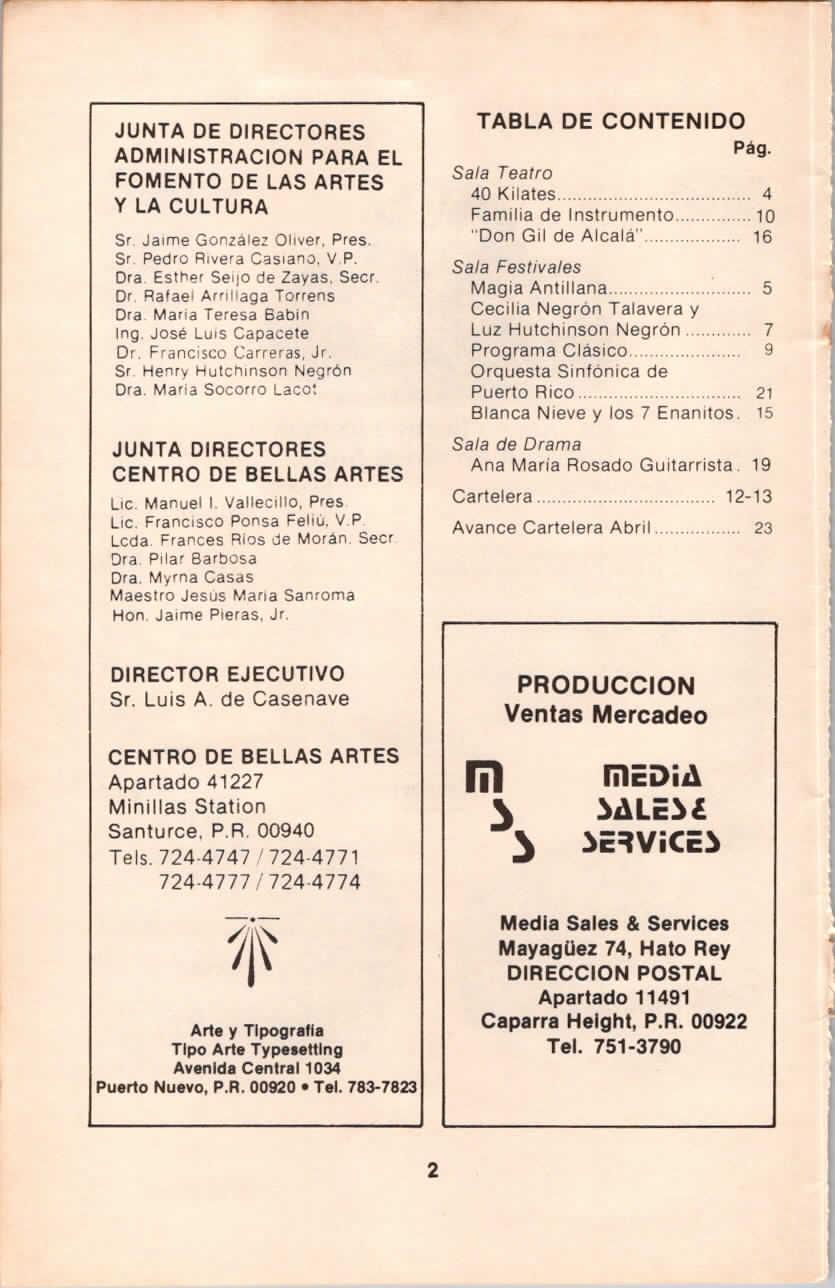 JUNTA DE DIRECTORES
ADMINISTRACION PARA EL
FOMENTO DE LAS ARTES
Y LA CULTURA
Sr. Jaime González Oliver, Pres.
Sr. Pedro Rivera Casiano, V.P.
Dra. Esther Seijo de Zayas, Secr.
Dr. Rafael Arrillaga Torrens
Dra. María Teresa Babin
Ing. José Luis Capacete
Dr. Francisco Carreras, Jr.
Sr. Henry Hutchinson Negrón
Dra. María Socorro Lacot
JUNTA DIRECTORES
CENTRO DE BELLAS ARTES
Lic. Manuel I. Vallecillo, Pres.
Lic. Francisco Ponsa Feliú, V.P.
Lcda. Frances Ríos de Morán. Secr.
Dra. Pilar Barbosa
Dra. Myrna Casas
Maestro Jesús María Sanromá
Hon. Jaime Pieras, Jr.
DIRECTOR EJECUTIVO
Sr. Luis A. de Casenave
CENTRO DE BELLAS ARTES
Apartado 41227
Minillas Station
Santurce, P.R. 00940
Tels. 724-4747 / 724-4771
724-4777 / 724-4774
Arte y Tipografía
Tipo Arte Typesetting
Avenida Central 1034
Puerto Nuevo, P.R. 00920 • Tel. 783-7823
TABLA DE CONTENIDO
Pág.
Sala Teatro
40 Kilates..................................... 4
Familia de Instrumento............... 10
"Don Gil de Alcalá"................... 16
Sala Festivales
Magia Antillana............................ 5
Cecilia Negrón Talavera y
Luz Hutchinson Negrón ............. 7
Programa Clásico...................... 9
Orquesta Sinfónica de
Puerto Rico ................................ 21
Blanca Nieve y los 7 Enanitos. 15
Sala de Drama
Ana María Rosado Guitarrista. 19
Cartelera .................................. 12-13
Avance Cartelera Abril................. 23
PRODUCCION
Ventas Mercadeo
MSS
MEDIA
SALES &
SERVICES
Media Sales & Services
Mayagüez 74, Hato Rey
DIRECCION POSTAL
Apartado 11491
Caparra Height, P.R. 00922
Tel. 751-3790
2